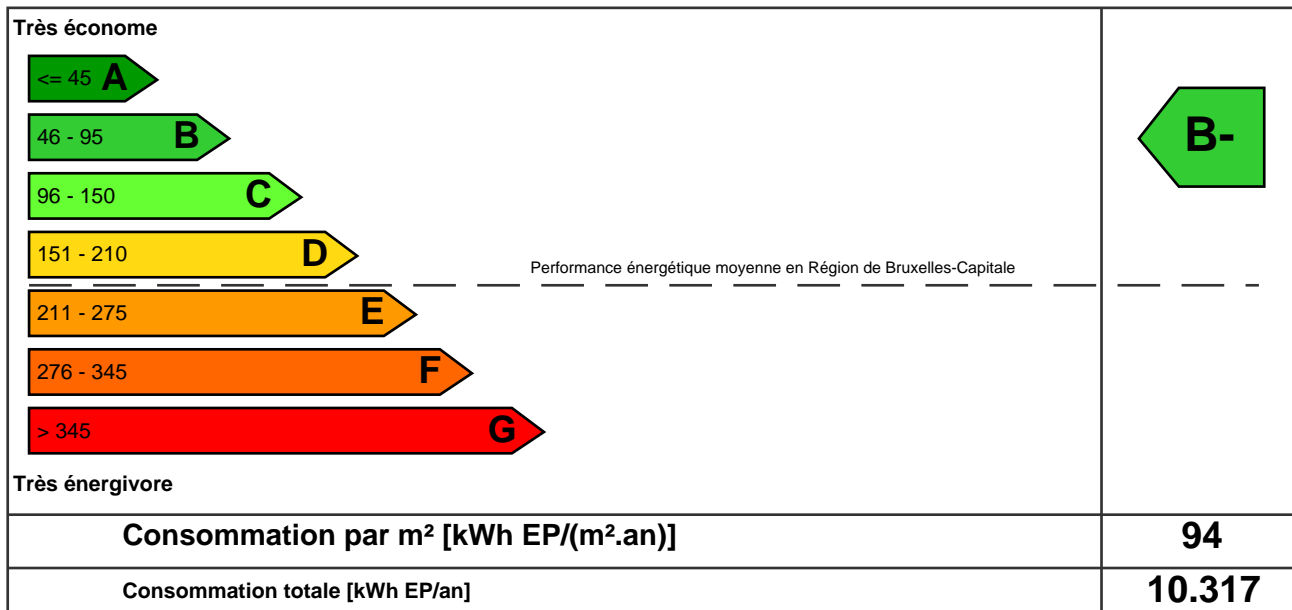 Très économe
<= 45 A
46 - 95 B
B-
96 - 150 C
151 - 210 D
Performance énergétique moyenne en Région de Bruxelles-Capitale
211 - 275 E
276 - 345 F
> 345 G
Très énergivore
Consommation par m² [kWh EP/(m².an)] 94
Consommation totale [kWh EP/an] 10.317